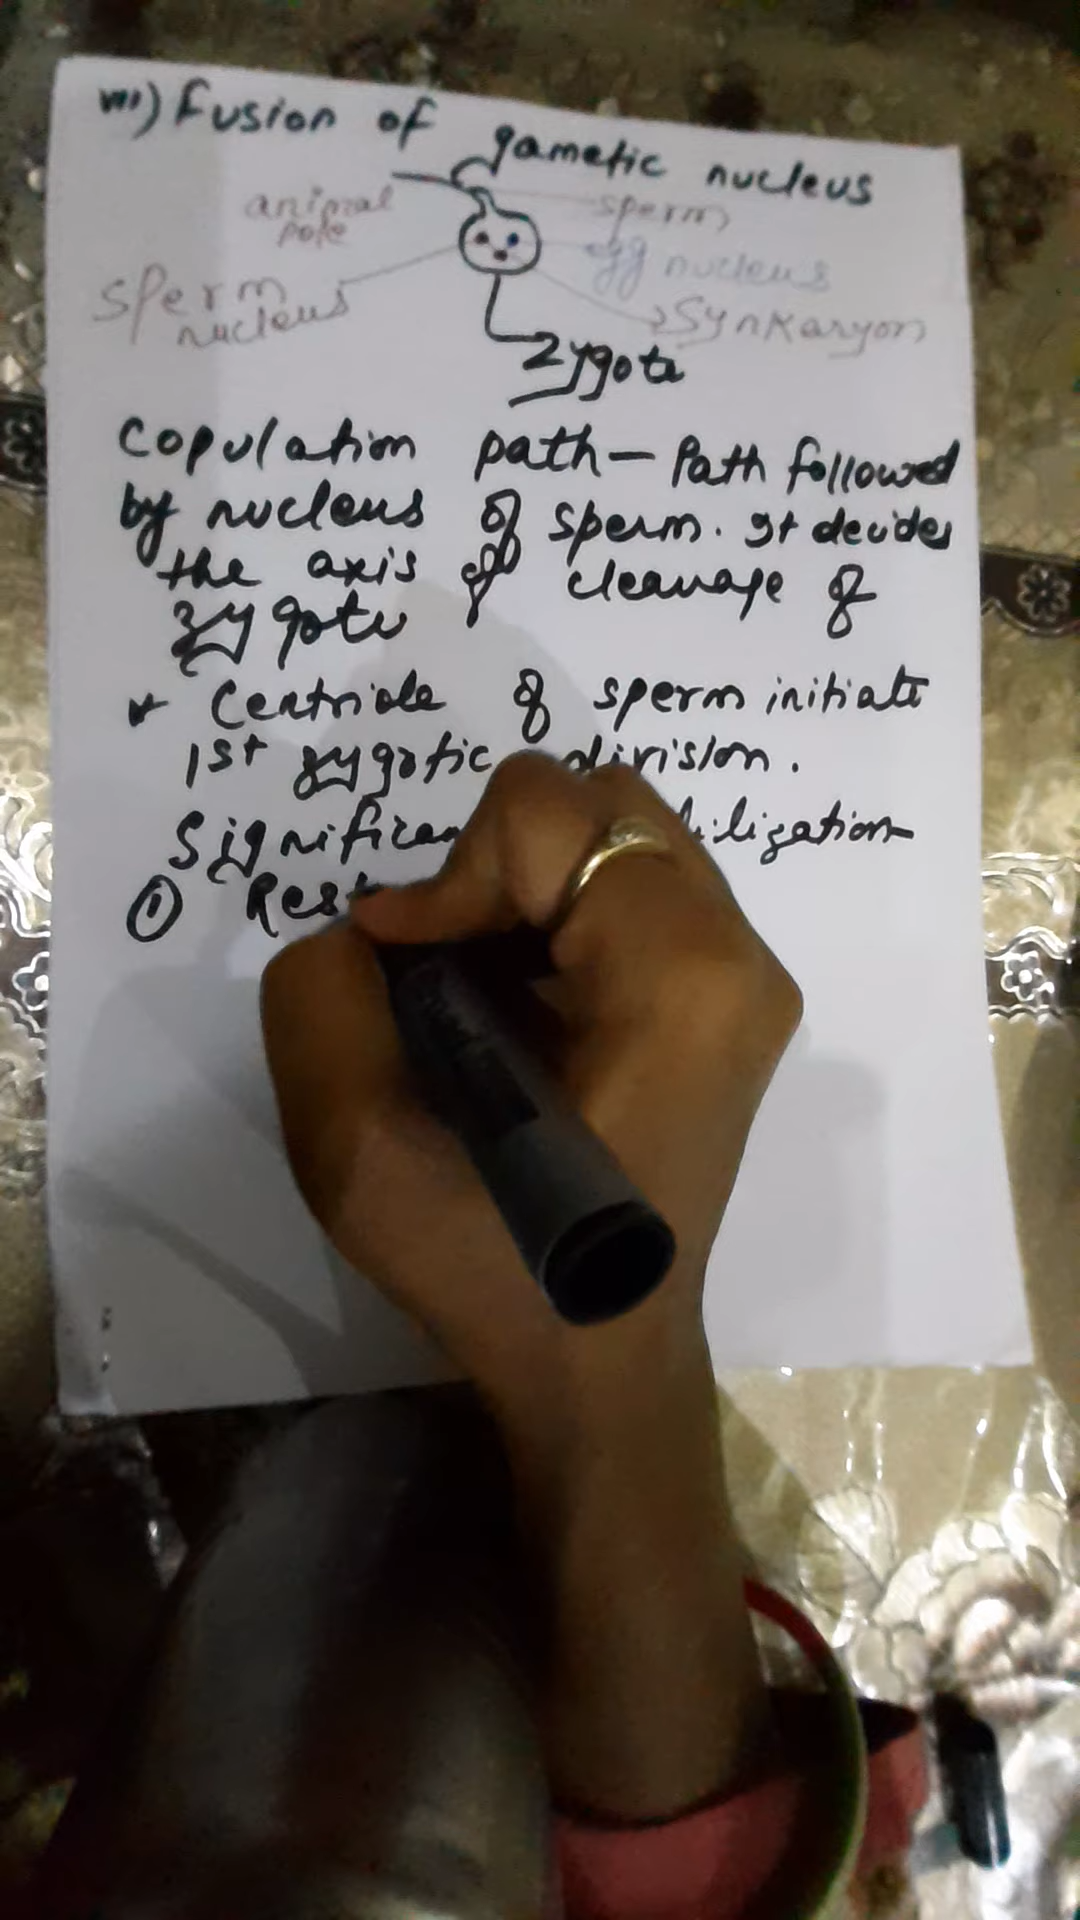 VII) Fusion of gametic nucleus
animal pole
sperm
egg nucleus
sperm nucleus
Synkaryon
Zygote
Copulation path - Path followed
by nucleus of sperm. It decides
the axis of cleavage of
zygote
* Centriole of sperm initiate
1st zygotic division.
① Rest